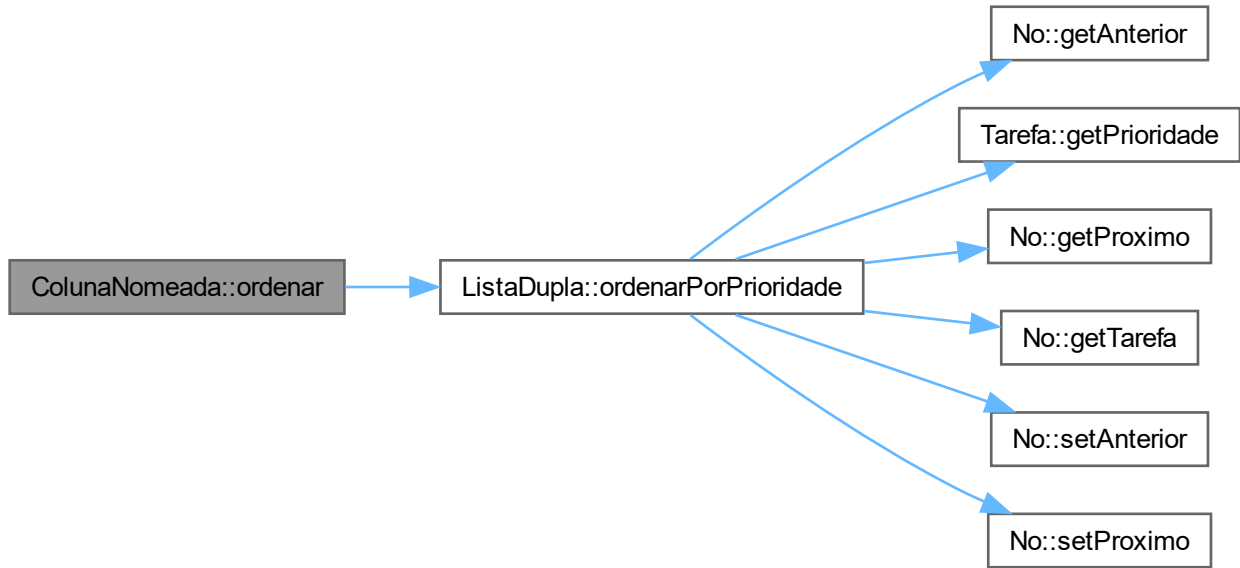 No::getAnterior
Tarefa::getPrioridade
No::getProximo
ColunaNomeada::ordenar
ListaDupla::ordenarPorPrioridade
No::getTarefa
No::setAnterior
No::setProximo